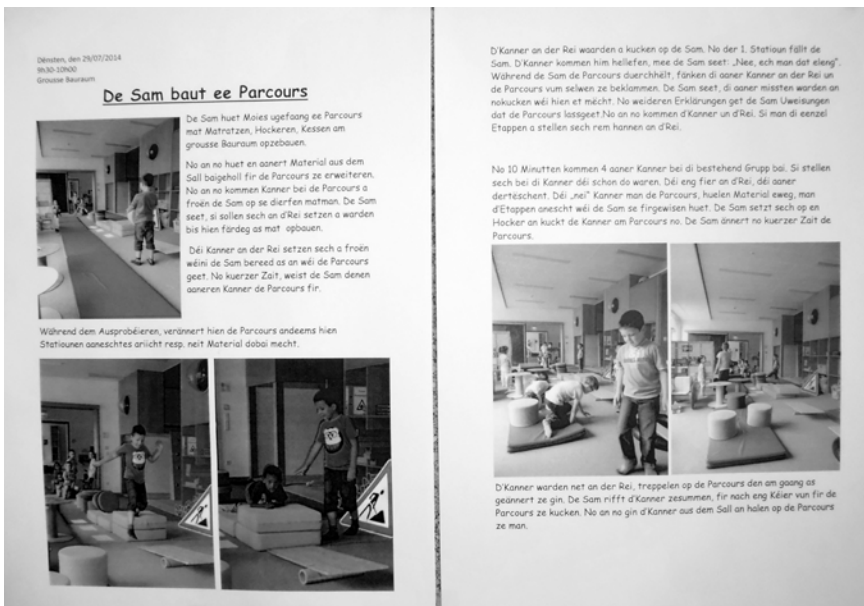 Dënsten, den 29/07/2014
9h30-10h00
Grousse Bauraum
De Sam baut ee Parcours
De Sam huet Moies ugefaang ee Parcours
mat Matratzen, Hockeren, Kessen am
grousse Bauraum opzebauen.
No an no huet en aanert Material aus dem
Sall baigeholl fir de Parcours ze erweiteren.
No an no kommen Kanner bei de Parcours a
froën de Sam op se dierfen matman. De Sam
seet, si sollen sech an d'Rei setzen a warden
bis hien färdeg as mat opbauen.
Déi Kanner an der Rei setzen sech a froën
wéini de Sam bereed as an wéi de Parcours
geet. No kuerzer Zait, weist de Sam denen
aaneren Kanner de Parcours fir.
Während dem Ausprobéieren, verännert hien de Parcours andeems hien
Statiounen aaneschtes ariicht resp. neit Material dobai mecht.
D'Kanner an der Rei waarden a kucken op de Sam. No der 1. Statioun fällt de
Sam. D'Kanner kommen him hellefen, mee de Sam seet: „Nee, ech man dat eleng".
Während de Sam de Parcours duerchhëlt, fänken di aaner Kanner an der Rei un
de Parcours vum selwen ze beklammen. De Sam seet, di aaner missten warden an
nokucken wéi hien et mécht. No weideren Erklärungen get de Sam Uweisungen
dat de Parcours lassgeet.No an no kommen d'Kanner un d'Rei. Si man di eenzel
Etappen a stellen sech rem hannen an d'Rei.
No 10 Minutten kommen 4 aaner Kanner bei di bestehend Grupp bai. Si stellen
sech bei di Kanner déi schon do waren. Déi eng fier an d'Rei, déi aaner
dertëschent. Déi „nei" Kanner man de Parcours, huelen Material eweg, man
d'Etappen anescht wéi de Sam se firgewisen huet. De Sam setzt sech op en
Hocker an kuckt de Kanner am Parcours no. De Sam ännert no kuerzer Zait de
Parcours.
D'Kanner warden net an der Rei, treppelen op de Parcours den am gaang as
geännert ze gin. De Sam rifft d'Kanner zesummen, fir nach eng Kéier vun fir de
Parcours ze kucken. No an no gin d'Kanner aus dem Sall an halen op de Parcours
ze man.